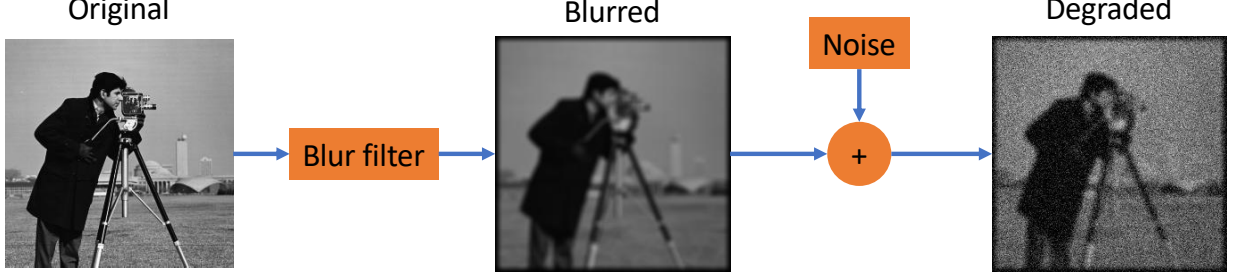 Original
Blurred
Degraded
Noise
Blur filter
+